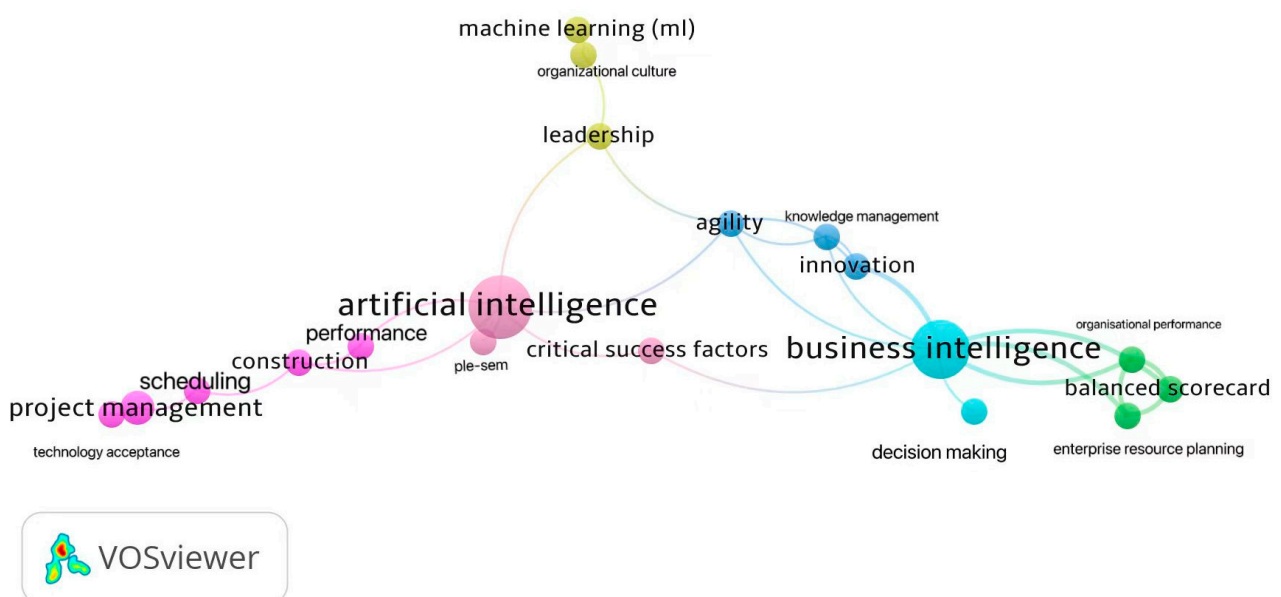 machine learning (ml)
organizational culture
leadership
agility
knowledge management
innovation
artificial intelligence
performance
construction
ple-sem
critical success factors
business intelligence
organisational performance
scheduling
balanced scorecard
project management
technology acceptance
decision making
enterprise resource planning
VOSviewer